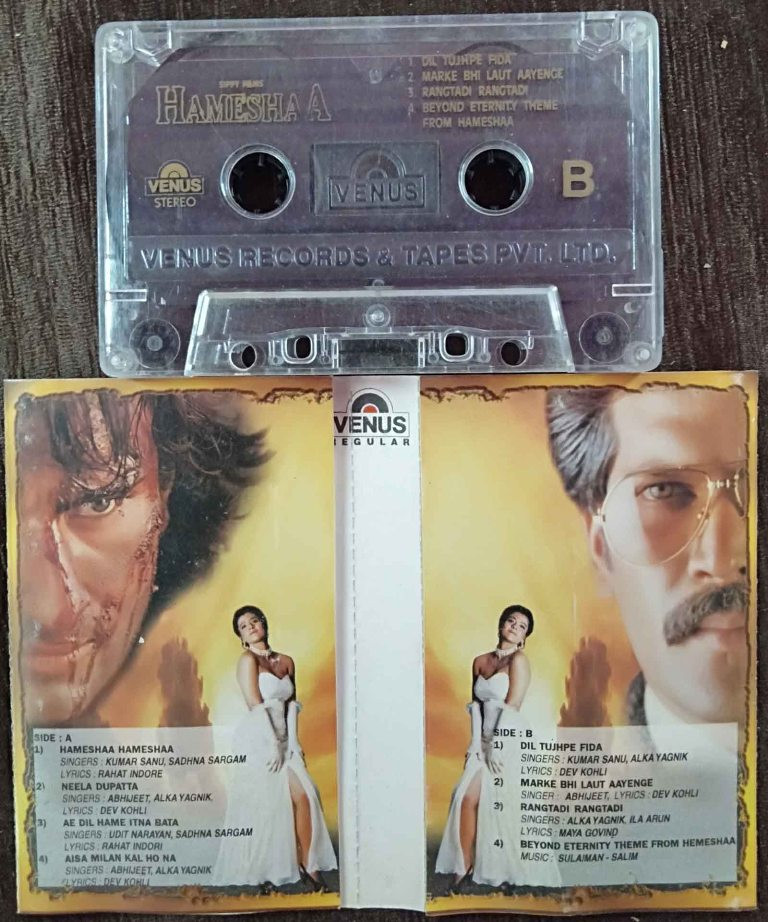 SIPPY FILMS
HAMESHAA
1. DIL TUJHPE FIDA
2. MARKE BHI LAUT AAYENGE
3. RANGTADI RANGTADI
4. BEYOND ETERNITY THEME
FROM HAMESHAA
VENUS
STEREO
VENUS
B
VENUS RECORDS & TAPES PVT. LTD.
VENUS
REGULAR
SIDE : A
1) HAMESHAA HAMESHAA
SINGERS : KUMAR SANU, SADHNA SARGAM
LYRICS : RAHAT INDORE
2) NEELA DUPATTA
SINGERS : ABHIJEET, ALKA YAGNIK,
LYRICS : DEV KOHLI
3) AE DIL HAME ITNA BATA
SINGERS : UDIT NARAYAN, SADHNA SARGAM
LYRICS : RAHAT INDORI
4) AISA MILAN KAL HO NA
SINGERS : ABHIJEET, ALKA YAGNIK
LYRICS : DEV KOHLI
SIDE : B
1) DIL TUJHPE FIDA
SINGERS : KUMAR SANU, ALKA YAGNIK
LYRICS : DEV KOHLI
2) MARKE BHI LAUT AAYENGE
SINGER : ABHIJEET, LYRICS : DEV KOHLI
3) RANGTADI RANGTADI
SINGERS : ALKA YAGNIK, ILA ARUN
LYRICS : MAYA GOVIND
4) BEYOND ETERNITY THEME FROM HEMESHAA
MUSIC : SULAIMAN - SALIM